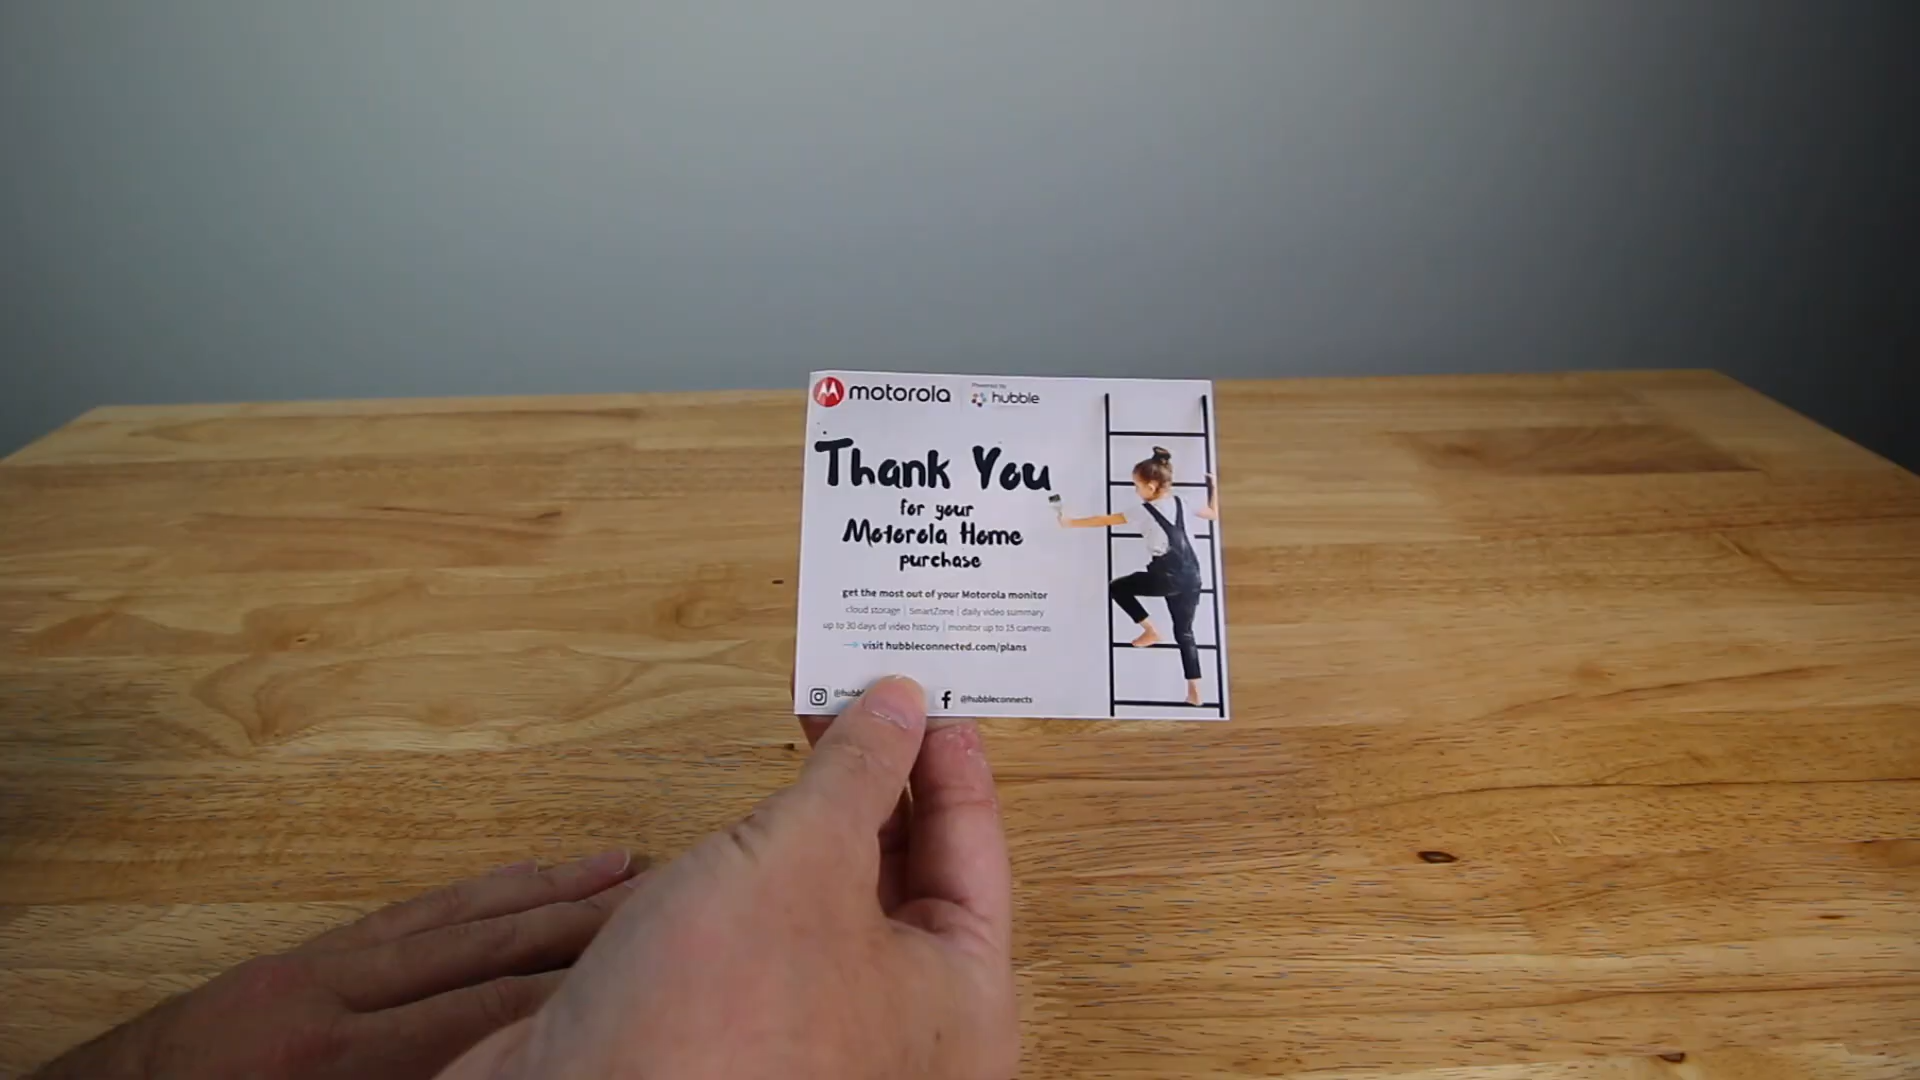 motorola
Powered by
hubble
Thank You
for your
Motorola Home
purchase
get the most out of your Motorola monitor
cloud storage | SmartZone | daily video summary
up to 30 days of video history | monitor up to 15 cameras
visit hubbleconnected.com/plans
@hubbleconnects